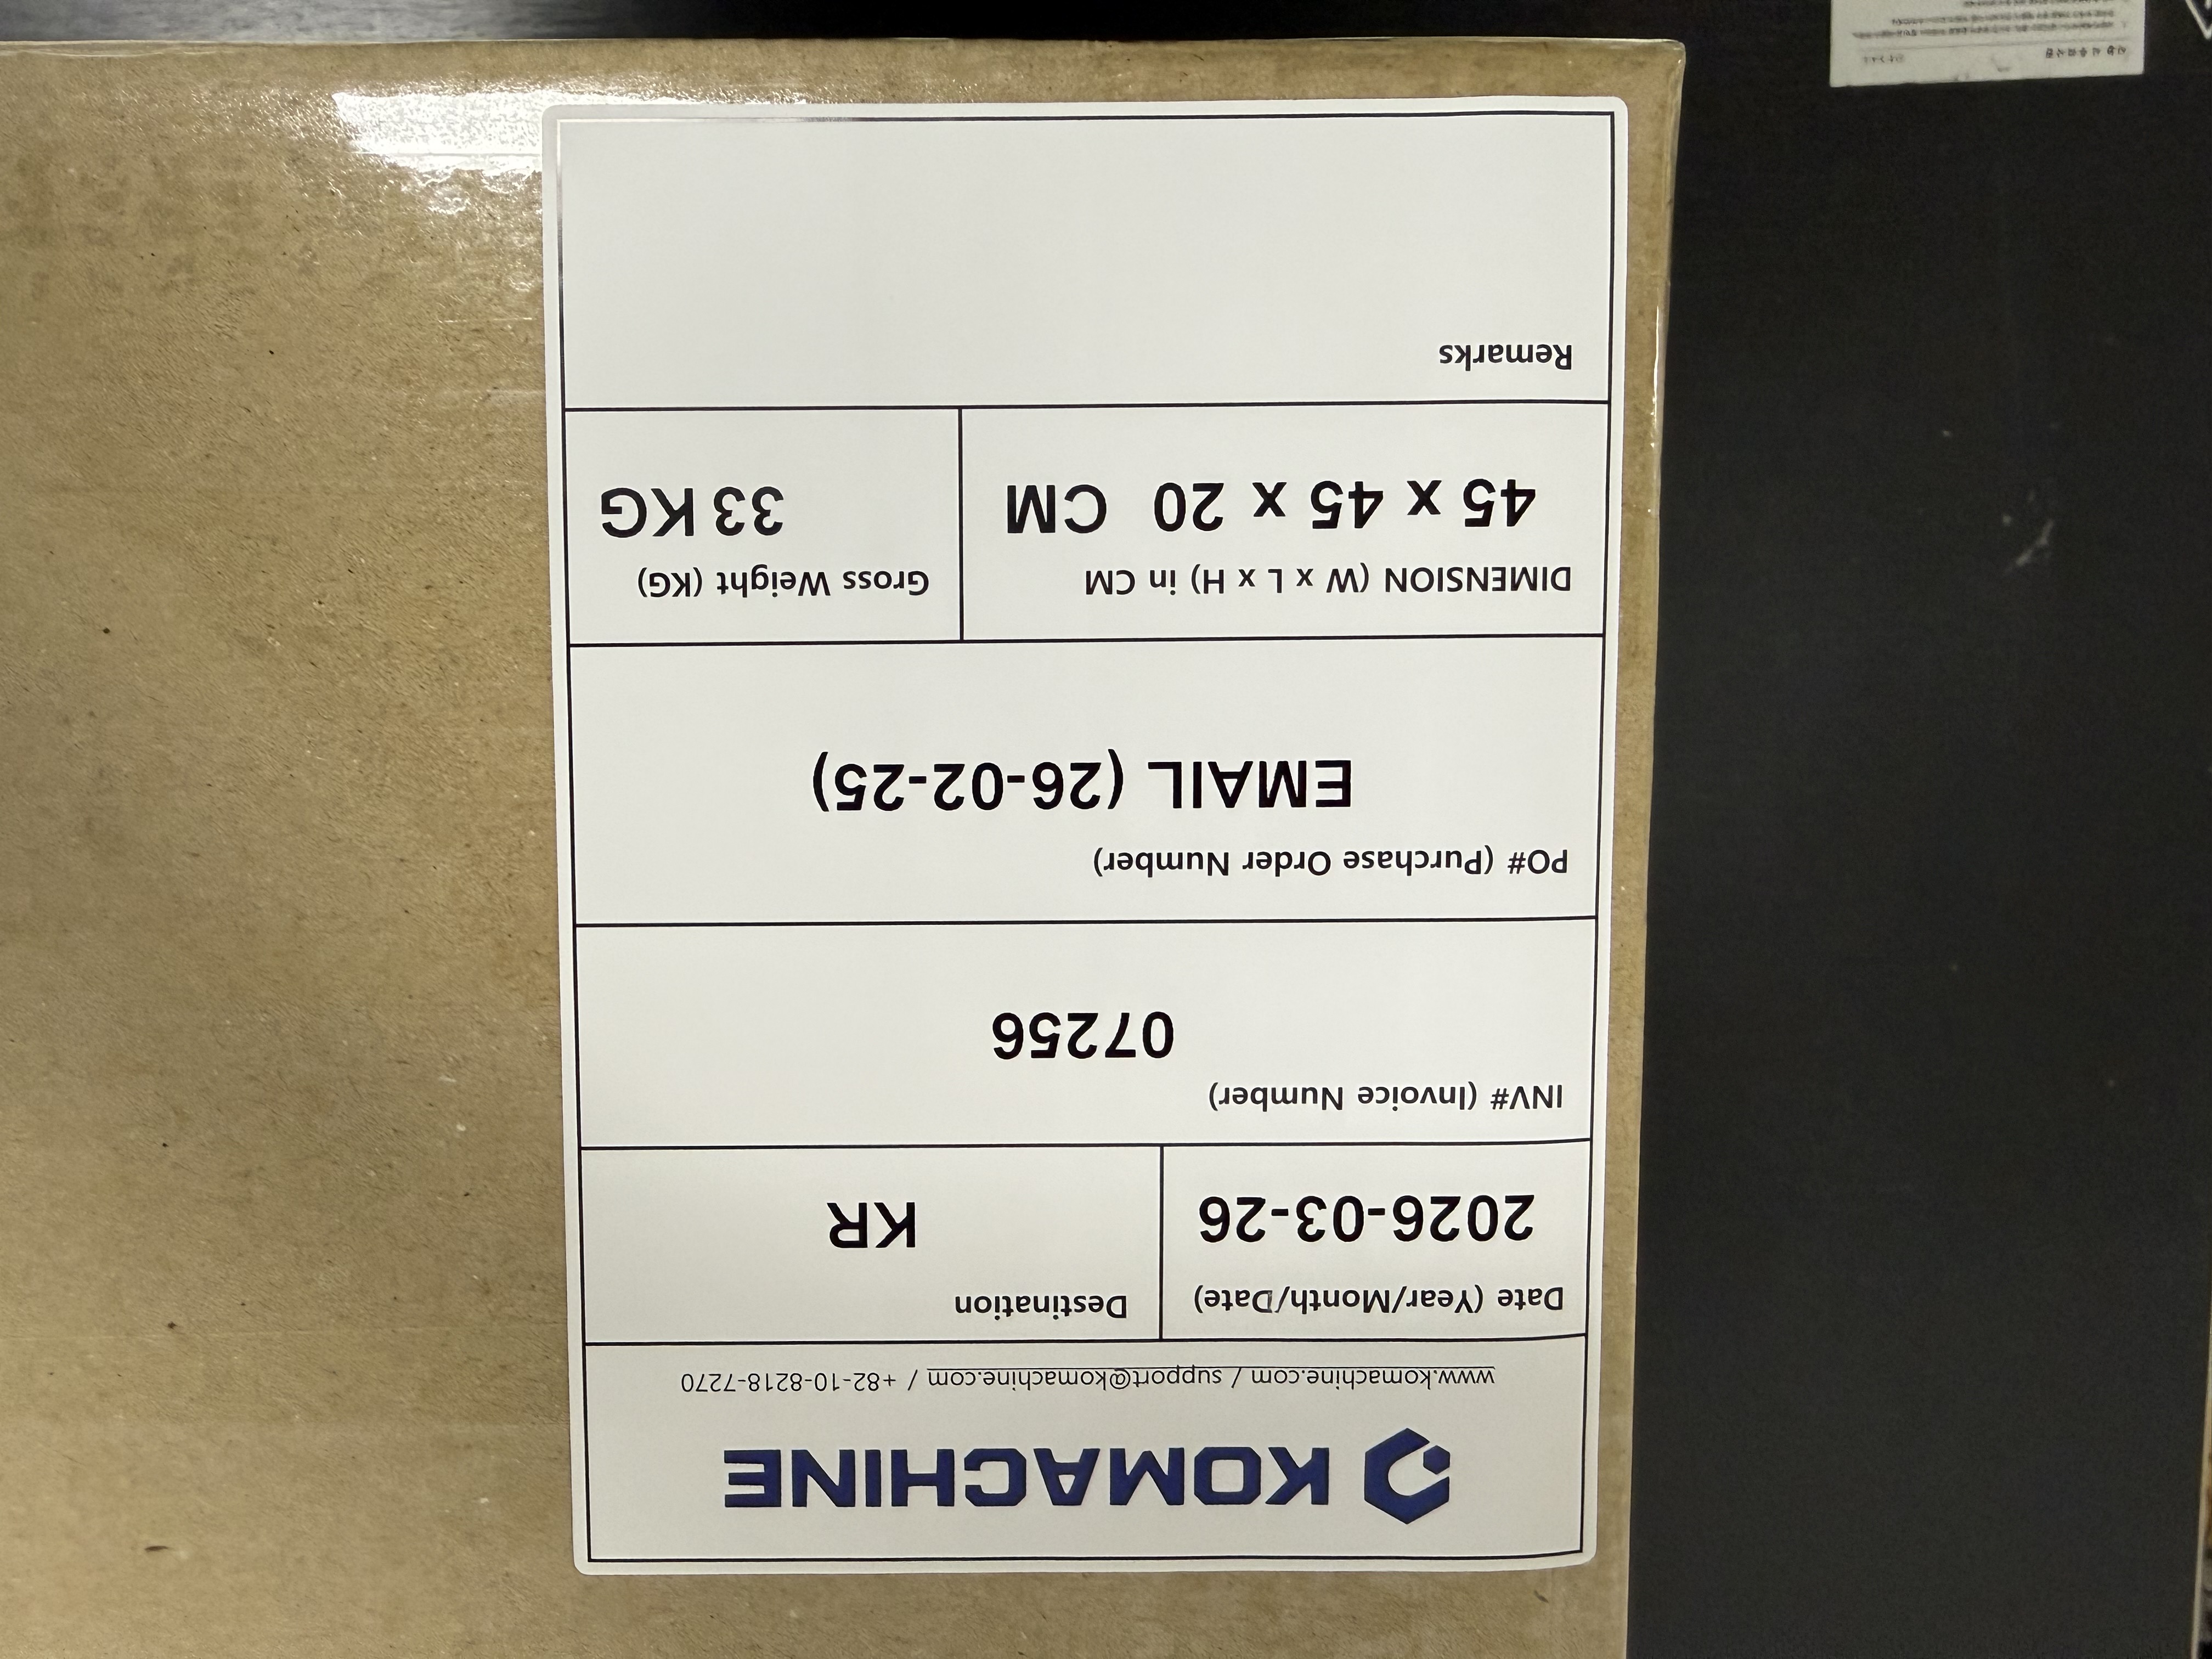 KOMACHINE
www.komachine.com / support@komachine.com / +82-10-8218-7270
Date (Year/Month/Date)
2026-03-26
Destination
KR
INV# (Invoice Number)
07256
PO# (Purchase Order Number)
EMAIL (26-02-25)
DIMENSION (W x L x H) in CM
45 x 45 x 20 CM
Gross Weight (KG)
33 KG
Remarks